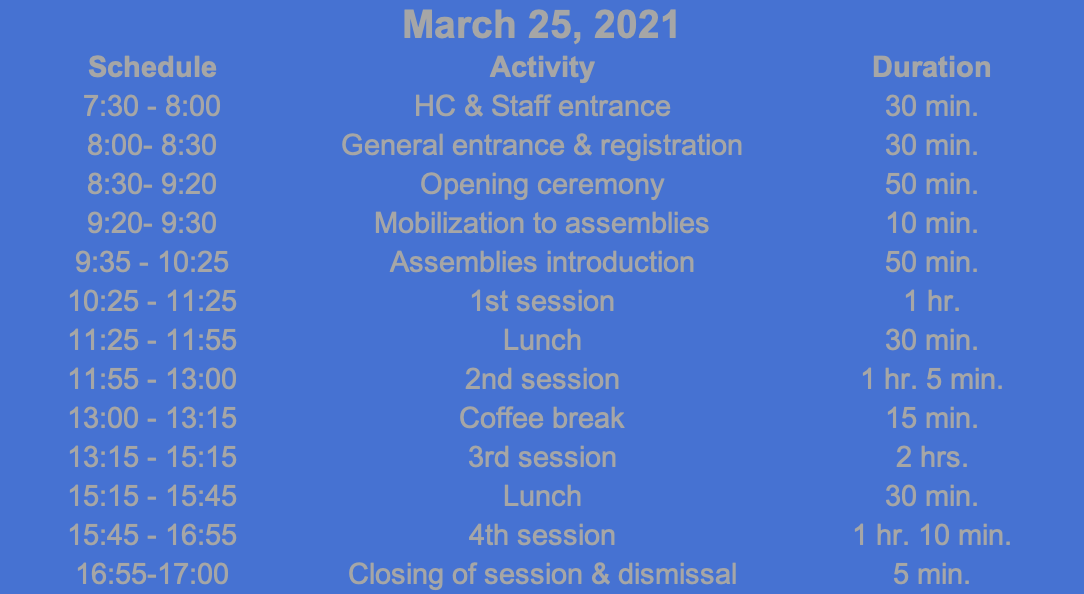 March 25, 2021
Schedule Activity Duration
7:30 - 8:00 HC & Staff entrance 30 min.
8:00- 8:30 General entrance & registration 30 min.
8:30- 9:20 Opening ceremony 50 min.
9:20- 9:30 Mobilization to assemblies 10 min.
9:35 - 10:25 Assemblies introduction 50 min.
10:25 - 11:25 1st session 1 hr.
11:25 - 11:55 Lunch 30 min.
11:55 - 13:00 2nd session 1 hr. 5 min.
13:00 - 13:15 Coffee break 15 min.
13:15 - 15:15 3rd session 2 hrs.
15:15 - 15:45 Lunch 30 min.
15:45 - 16:55 4th session 1 hr. 10 min.
16:55-17:00 Closing of session & dismissal 5 min.